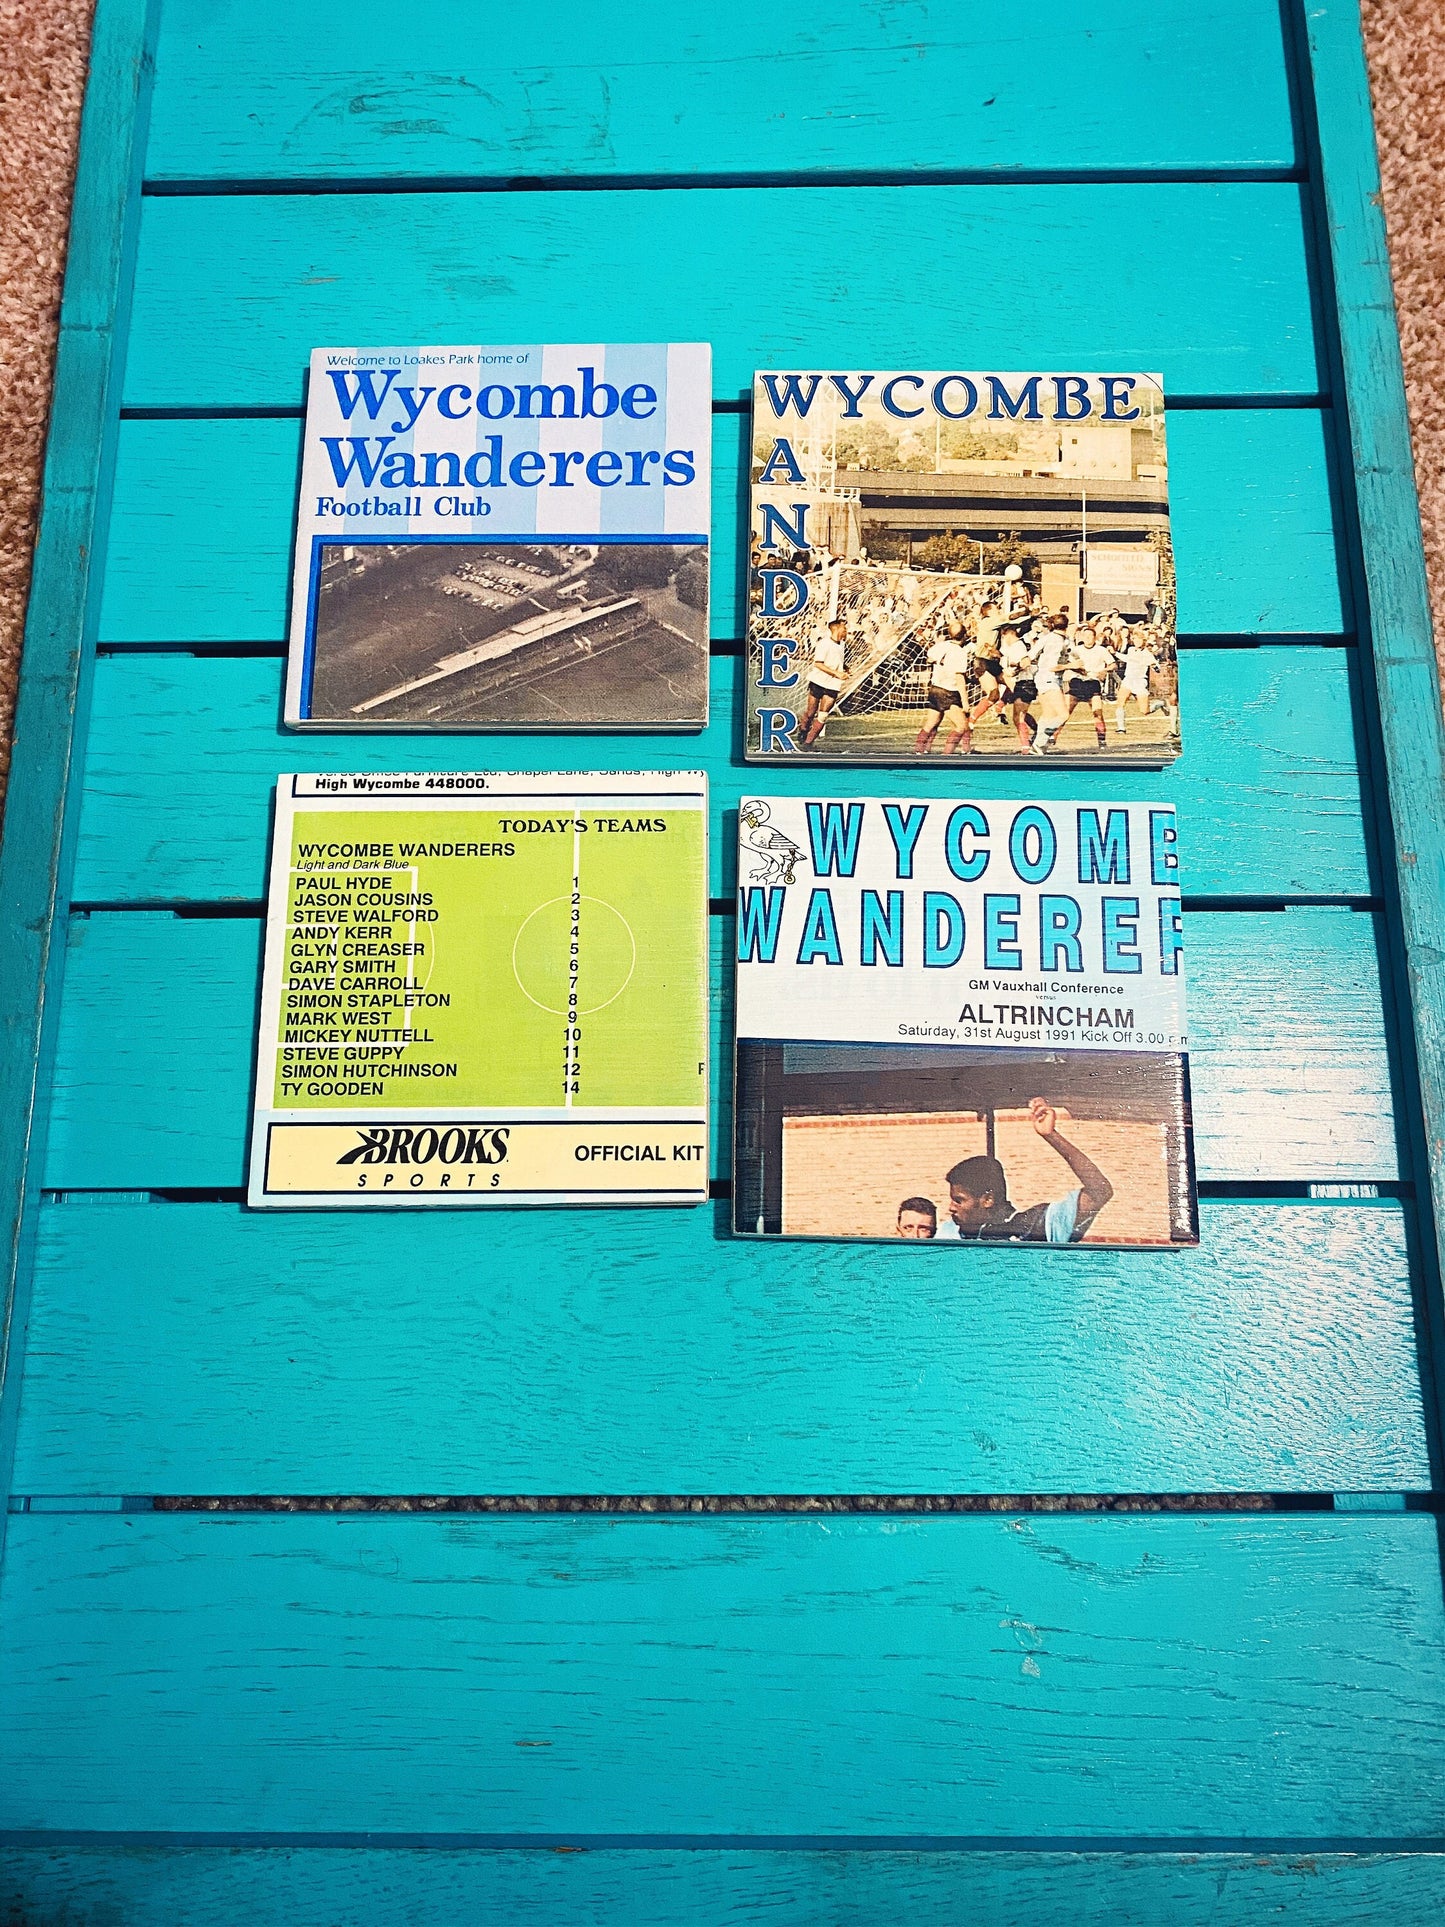 Welcome to Loakes Park home of
Wycombe
Wanderers
Football Club
WYCOMBE
WANDER
High Wycombe 448000.
TODAY'S TEAMS
WYCOMBE WANDERERS
Light and Dark Blue
PAUL HYDE 1
JASON COUSINS 2
STEVE WALFORD 3
ANDY KERR 4
GLYN CREASER 5
GARY SMITH 6
DAVE CARROLL 7
SIMON STAPLETON 8
MARK WEST 9
MICKEY NUTTELL 10
STEVE GUPPY 11
SIMON HUTCHINSON 12
TY GOODEN 14
BROOKS
SPORTS
OFFICIAL KIT
WYCOMB
WANDERER
GM Vauxhall Conference
versus
ALTRINCHAM
Saturday, 31st August 1991 Kick Off 3.00 p.m